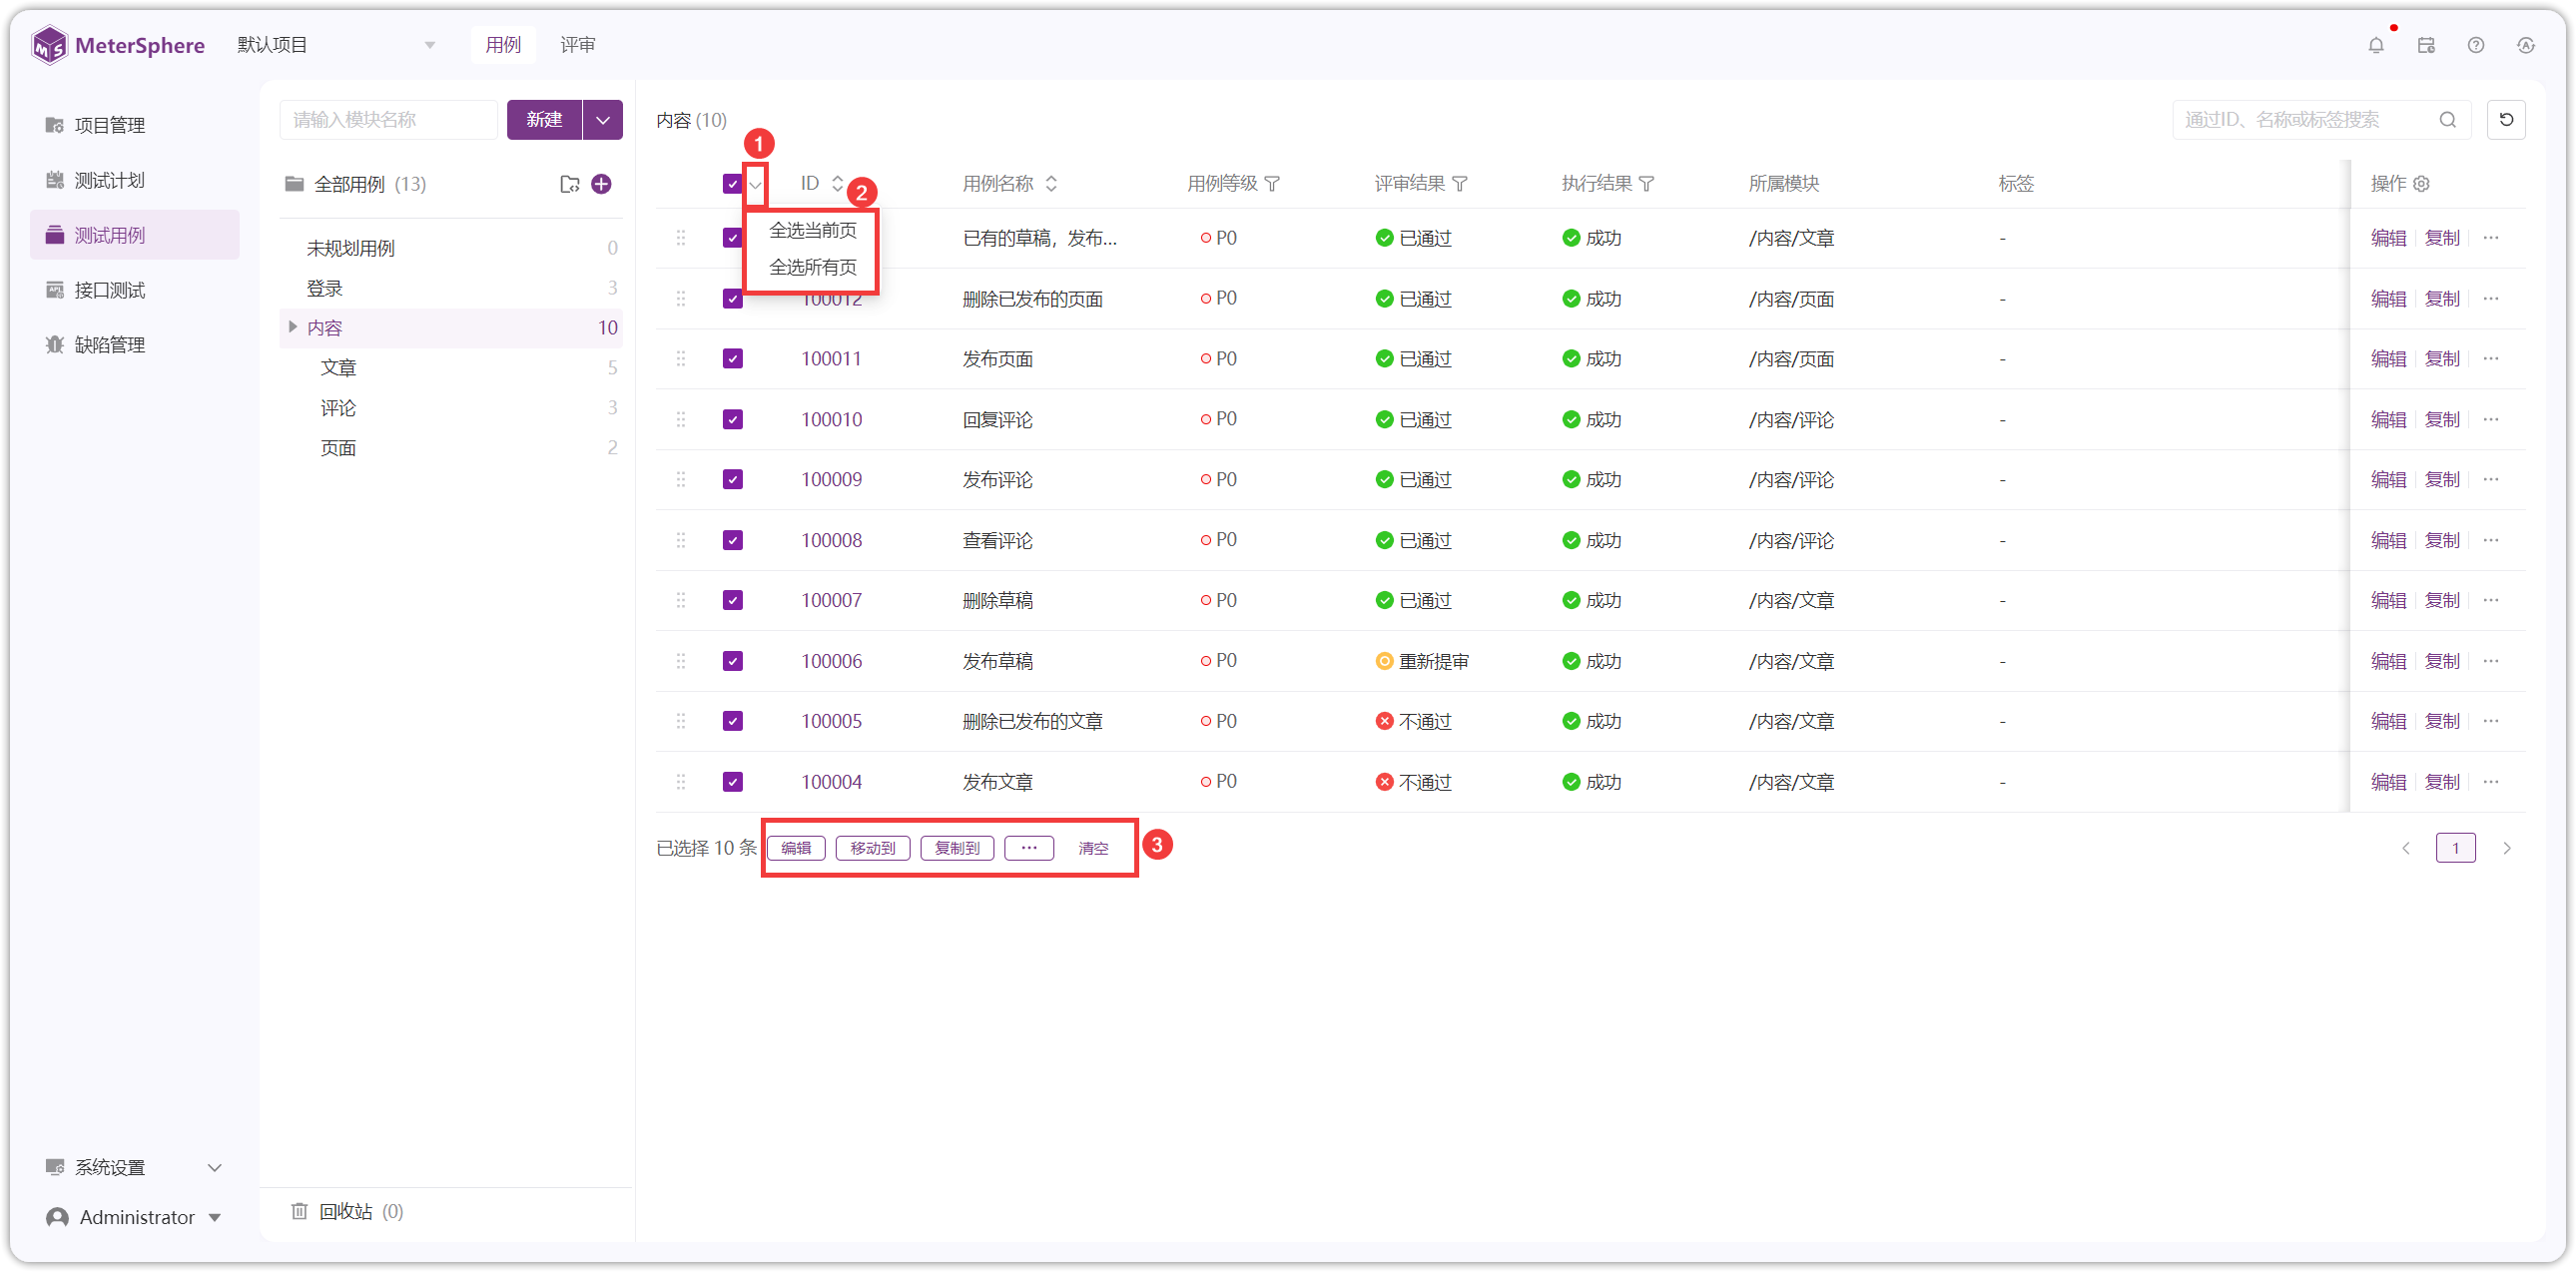 MeterSphere 默认项目 用例 评审
项目管理
测试计划
测试用例
接口测试
缺陷管理
系统设置
Administrator
请输入模块名称 新建
全部用例 (13)
未规划用例 0
登录 3
内容 10
文章 5
评论 3
页面 2
回收站 (0)
内容 (10) 通过ID、名称或标签搜索
1
ID 用例名称 用例等级 评审结果 执行结果 所属模块 标签 操作
2
全选当前页
全选所有页
已有的草稿，发布... P0 已通过 成功 /内容/文章 - 编辑 复制 ...
100012 删除已发布的页面 P0 已通过 成功 /内容/页面 - 编辑 复制 ...
100011 发布页面 P0 已通过 成功 /内容/页面 - 编辑 复制 ...
100010 回复评论 P0 已通过 成功 /内容/评论 - 编辑 复制 ...
100009 发布评论 P0 已通过 成功 /内容/评论 - 编辑 复制 ...
100008 查看评论 P0 已通过 成功 /内容/评论 - 编辑 复制 ...
100007 删除草稿 P0 已通过 成功 /内容/文章 - 编辑 复制 ...
100006 发布草稿 P0 重新提审 成功 /内容/文章 - 编辑 复制 ...
100005 删除已发布的文章 P0 不通过 成功 /内容/文章 - 编辑 复制 ...
100004 发布文章 P0 不通过 成功 /内容/文章 - 编辑 复制 ...
已选择 10 条 编辑 移动到 复制到 ... 清空 3
1